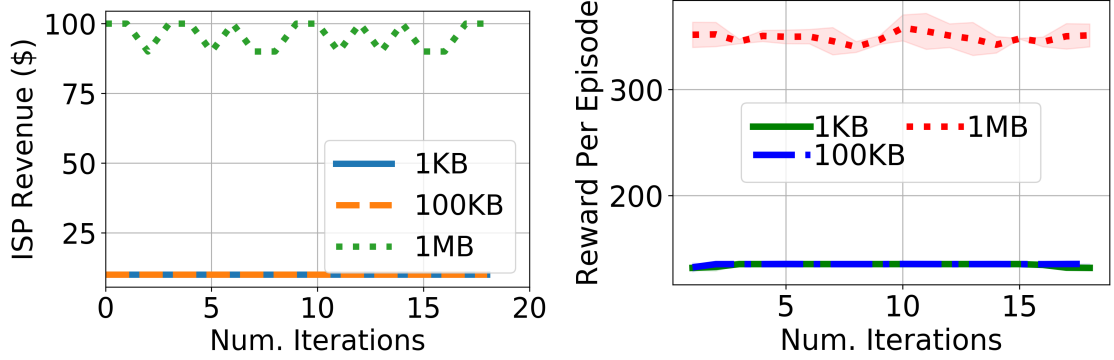 ISP Revenue ($)
100
75
50
25
0
5
10
15
20
Num. Iterations
1KB
100KB
1MB
Reward Per Episode
300
200
5
10
15
Num. Iterations
1KB
100KB
1MB